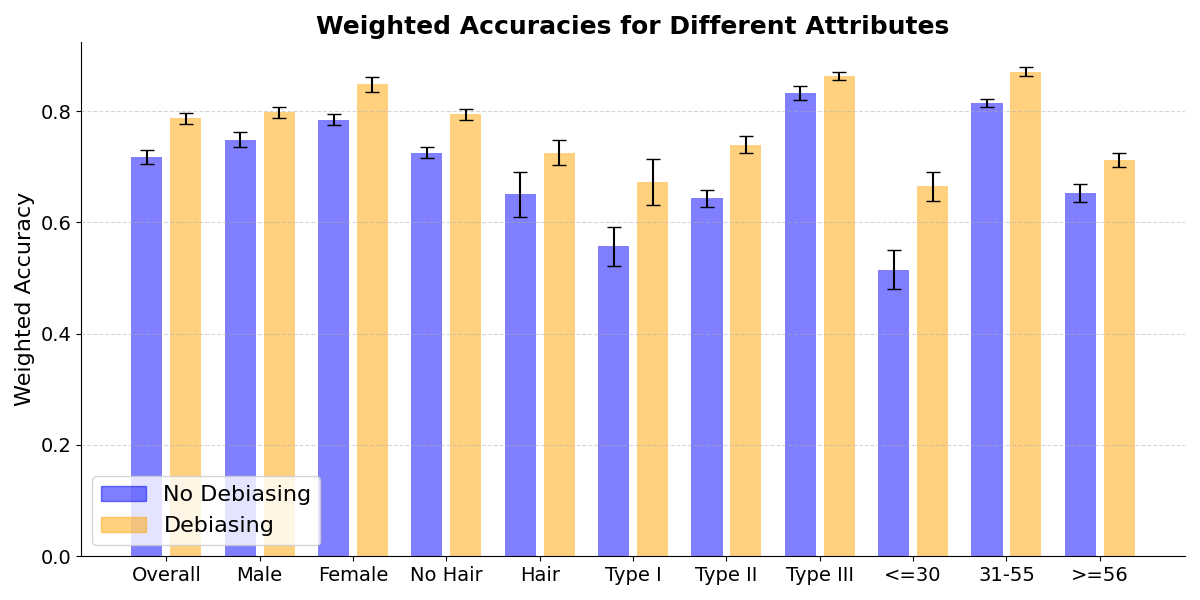 Weighted Accuracies for Different Attributes
Weighted Accuracy
0.8
0.6
0.4
0.2
0.0
No Debiasing
Debiasing
Overall Male Female No Hair Hair Type I Type II Type III <=30 31-55 >=56